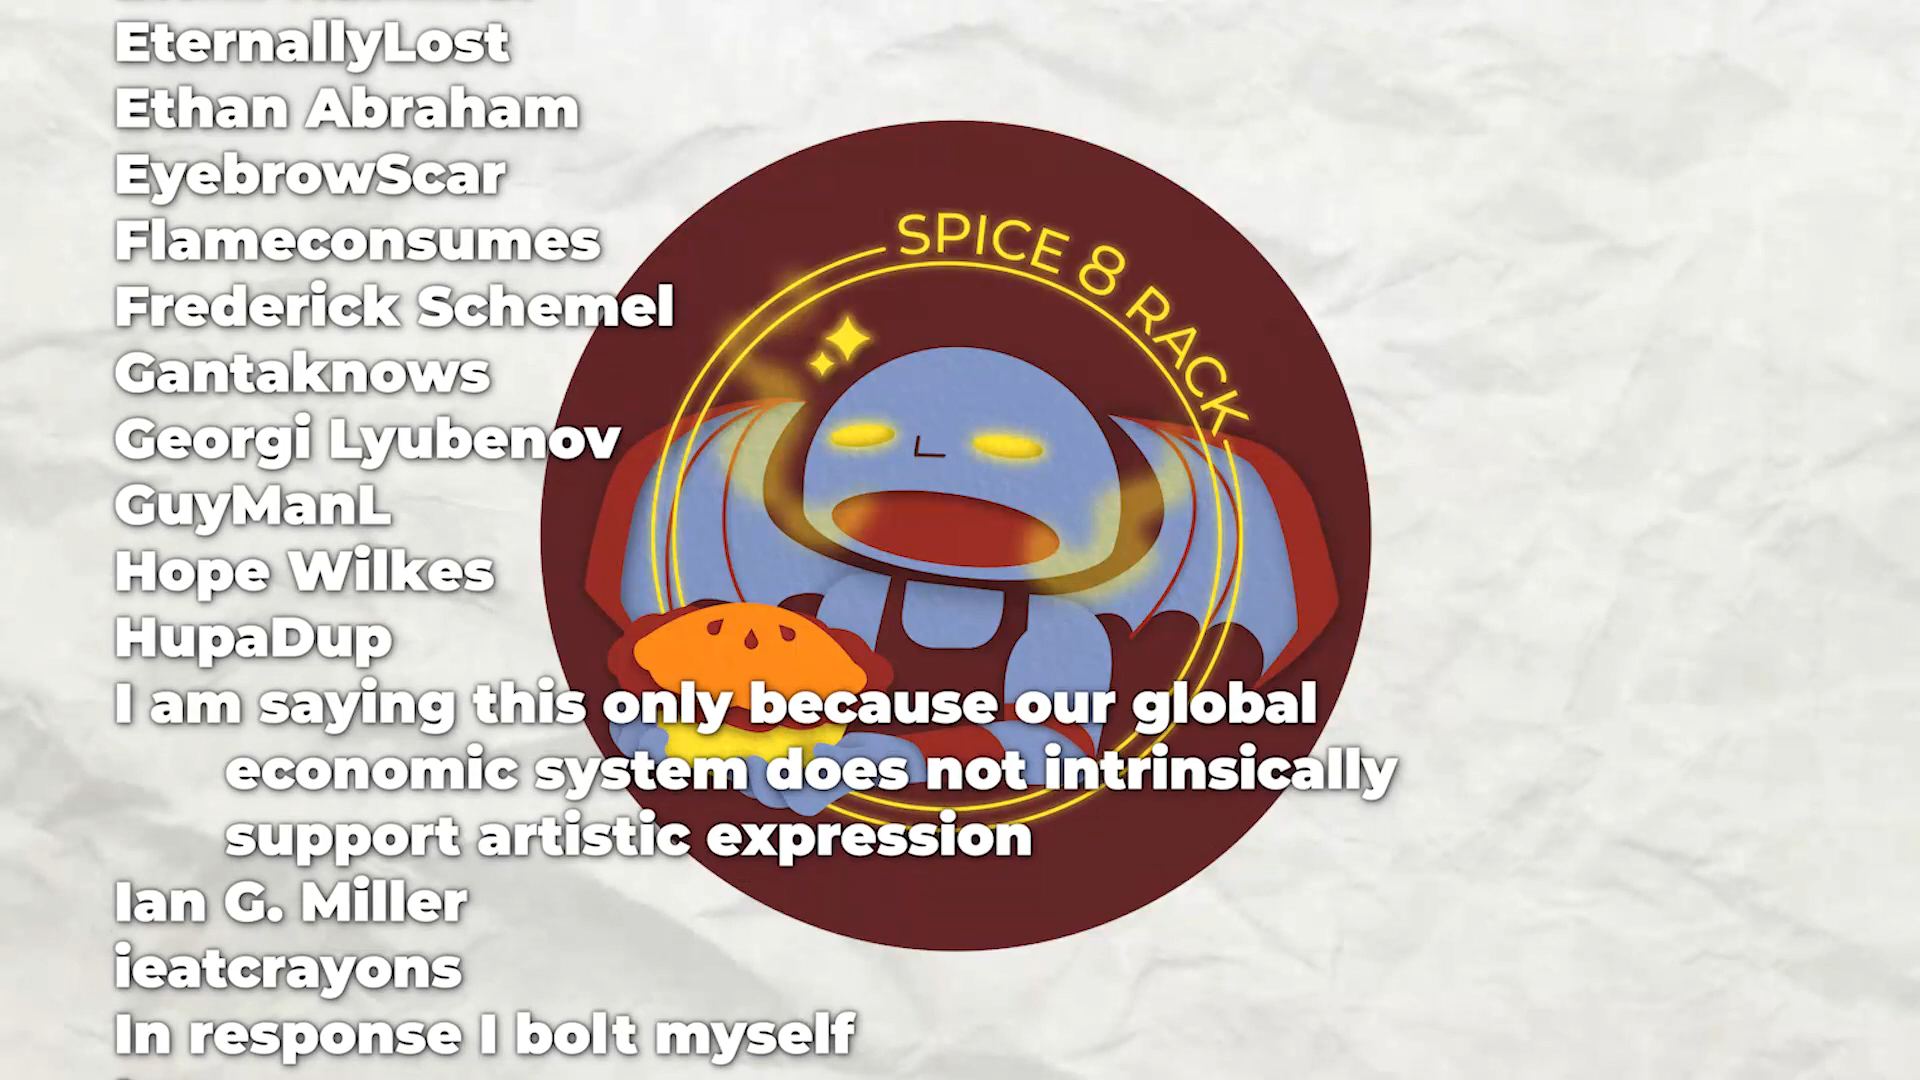 EternallyLost
Ethan Abraham
EyebrowScar
Flameconsumes
Frederick Schemel
Gantaknows
Georgi Lyubenov
GuyManL
Hope Wilkes
HupaDup
I am saying this only because our global
economic system does not intrinsically
support artistic expression
Ian G. Miller
ieatcrayons
In response I bolt myself
SPICE 8 RACK